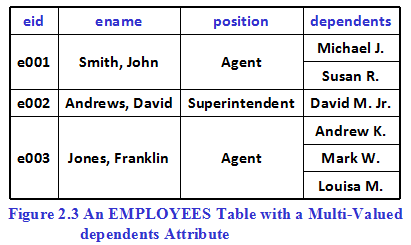 eid ename position dependents
Michael J.
e001 Smith, John Agent
Susan R.
e002 Andrews, David Superintendent David M. Jr.
Andrew K.
e003 Jones, Franklin Agent Mark W.
Louisa M.
Figure 2.3 An EMPLOYEES Table with a Multi-Valued
dependents Attribute